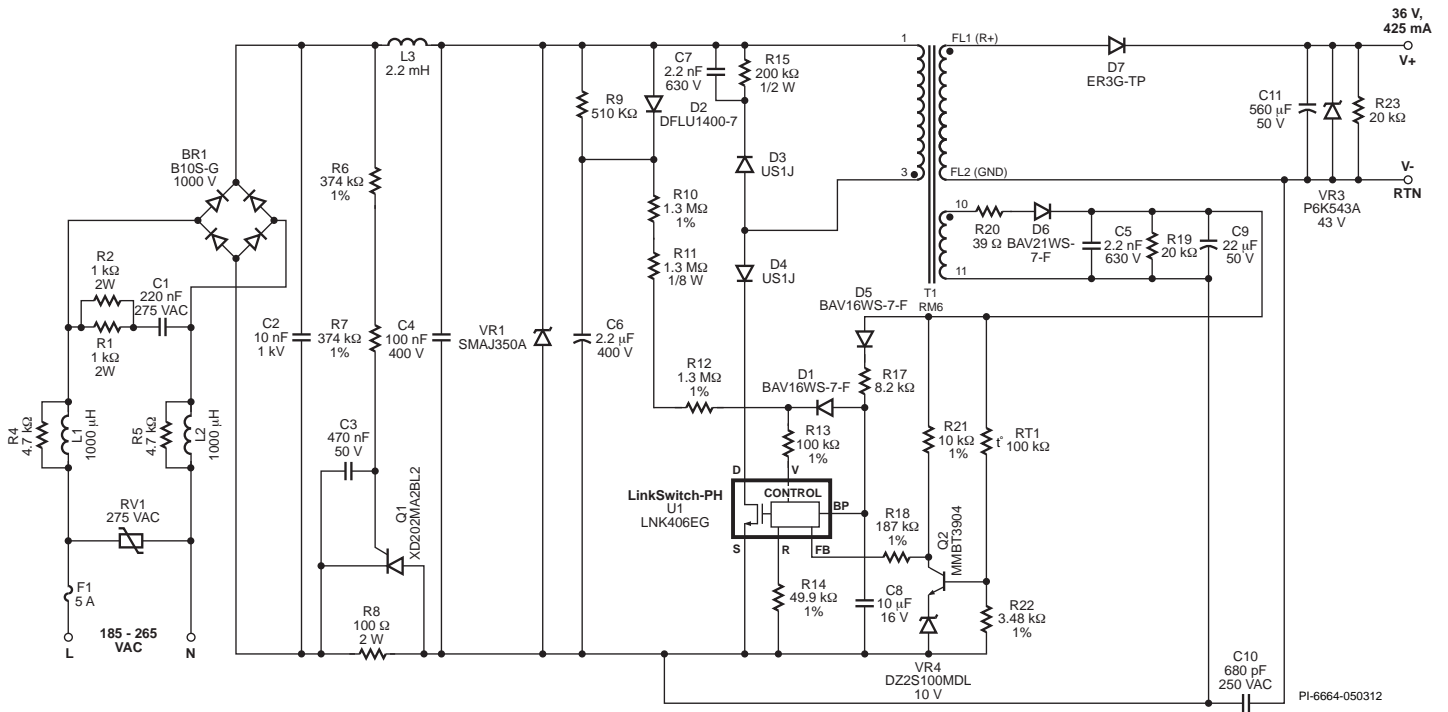 36 V,
425 mA
V+
FL1 (R+)
1
L3
2.2 mH
C7
2.2 nF
630 V
R15
200 kΩ
1/2 W
D7
ER3G-TP
R9
510 KΩ
D2
DFLU1400-7
C11
560 µF
50 V
R23
20 kΩ
BR1
B10S-G
1000 V
R6
374 kΩ
1%
D3
US1J
3
FL2 (GND)
V-
RTN
VR3
P6K543A
43 V
R10
1.3 MΩ
1%
10
R20
39 Ω
D6
BAV21WS-
7-F
C5
2.2 nF
630 V
R19
20 kΩ
C9
22 µF
50 V
R2
1 kΩ
2W
C1
220 nF
275 VAC
R11
1.3 MΩ
1/8 W
D4
US1J
11
T1
RM6
D5
BAV16WS-7-F
R1
1 kΩ
2W
C2
10 nF
1 kV
R7
374 kΩ
1%
C4
100 nF
400 V
VR1
SMAJ350A
C6
2.2 µF
400 V
R12
1.3 MΩ
1%
D1
BAV16WS-7-F
R17
8.2 kΩ
R4
4.7 kΩ
L1
1000 µH
R5
4.7 kΩ
L2
1000 µH
C3
470 nF
50 V
R13
100 kΩ
1%
R21
10 kΩ
1%
t°
RT1
100 kΩ
D
V
LinkSwitch-PH
U1
LNK406EG
CONTROL
BP
S
R
FB
RV1
275 VAC
Q1
XD202MA2BL2
R18
187 kΩ
1%
Q2
MMBT3904
F1
5 A
R8
100 Ω
2 W
R14
49.9 kΩ
1%
C8
10 µF
16 V
R22
3.48 kΩ
1%
L
185 - 265
VAC
N
VR4
DZ2S100MDL
10 V
C10
680 pF
250 VAC
PI-6664-050312